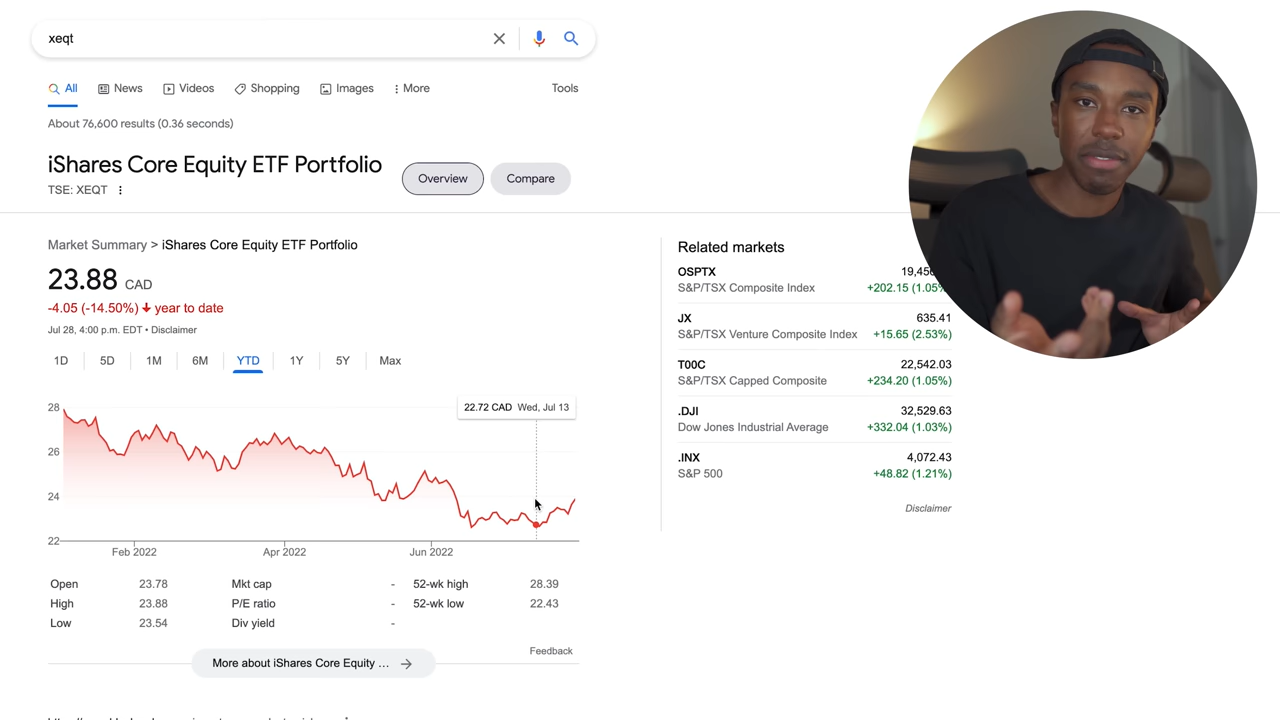 xeqt
All News Videos Shopping Images More Tools
About 76,600 results (0.36 seconds)
iShares Core Equity ETF Portfolio
TSE: XEQT
Overview Compare
Market Summary > iShares Core Equity ETF Portfolio
23.88 CAD
-4.05 (-14.50%) year to date
Jul 28, 4:00 p.m. EDT • Disclaimer
1D 5D 1M 6M YTD 1Y 5Y Max
22.72 CAD Wed, Jul 13
28
26
24
22
Feb 2022 Apr 2022 Jun 2022
Open 23.78 Mkt cap - 52-wk high 28.39
High 23.88 P/E ratio - 52-wk low 22.43
Low 23.54 Div yield -
Feedback
More about iShares Core Equity ...
Related markets
OSPTX
S&P/TSX Composite Index +202.15 (1.05%
JX 635.41
S&P/TSX Venture Composite Index +15.65 (2.53%)
T00C 22,542.03
S&P/TSX Capped Composite +234.20 (1.05%)
.DJI 32,529.63
Dow Jones Industrial Average +332.04 (1.03%)
.INX 4,072.43
S&P 500 +48.82 (1.21%)
Disclaimer